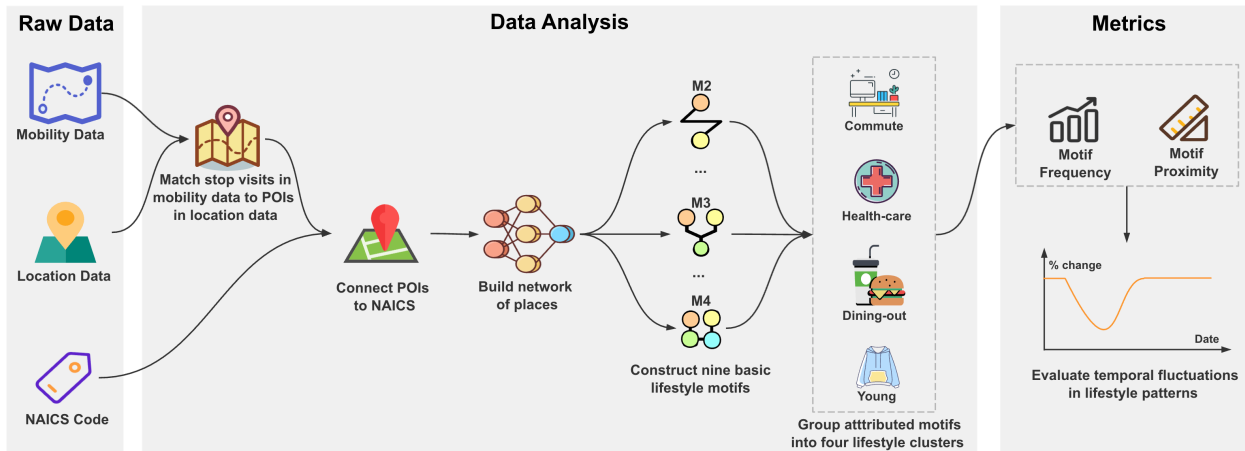 Raw Data
Mobility Data
Location Data
NAICS Code
Data Analysis
Match stop visits in
mobility data to POIs
in location data
Connect POIs
to NAICS
Build network
of places
M2
...
M3
...
M4
Construct nine basic
lifestyle motifs
Commute
Health-care
Dining-out
Young
Group atttributed motifs
into four lifestyle clusters
Metrics
Motif
Frequency
Motif
Proximity
% change
Date
Evaluate temporal fluctuations
in lifestyle patterns